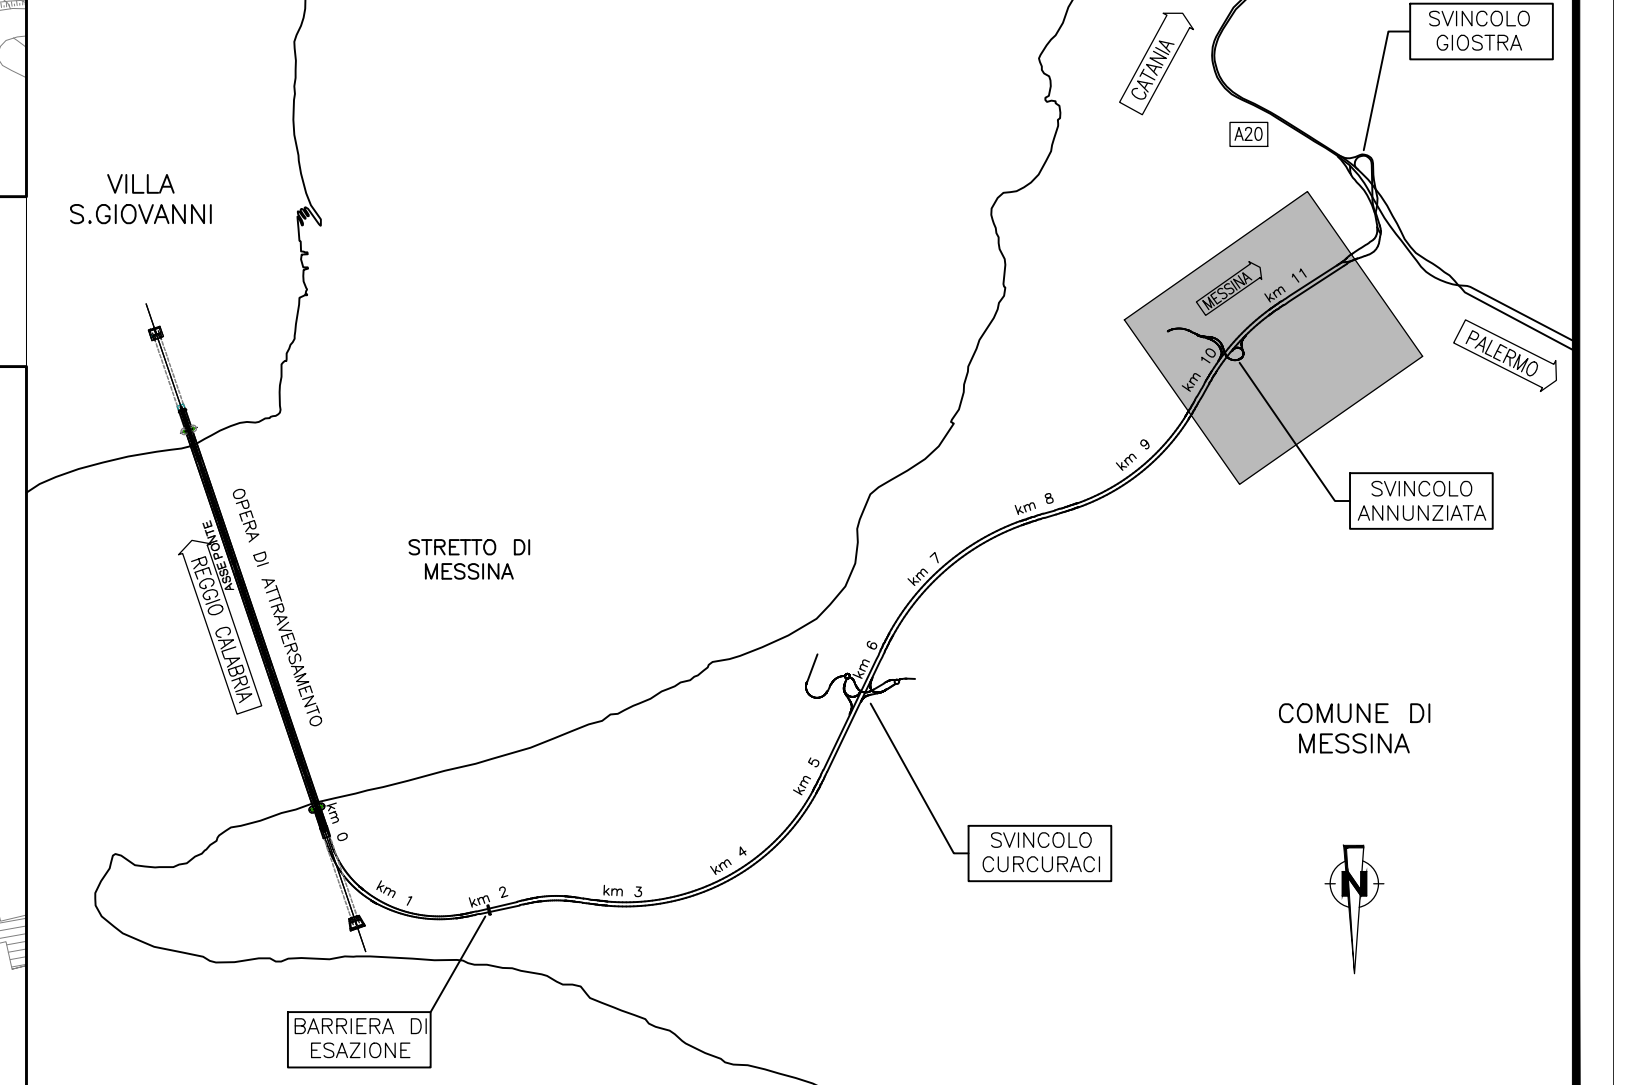 SVINCOLO
GIOSTRA
CATANIA
A20
VILLA
S.GIOVANNI
MESSINA
km 11
PALERMO
km 10
km 9
SVINCOLO
ANNUNZIATA
km 8
OPERA DI ATTRAVERSAMENTO
ASSE PONTE
REGGIO CALABRIA
STRETTO DI
MESSINA
km 7
km 6
COMUNE DI
MESSINA
km 5
km 0
SVINCOLO
CURCURACI
km 4
km 3
km 2
km 1
N
BARRIERA DI
ESAZIONE